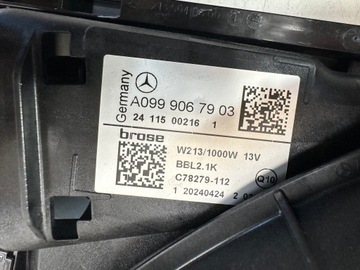 Germany
A099 906 79 03
24 115 00216 1
brose
W213/1000W 13V
BBL2.1K
C78279-112
Q10
1 20240424 2